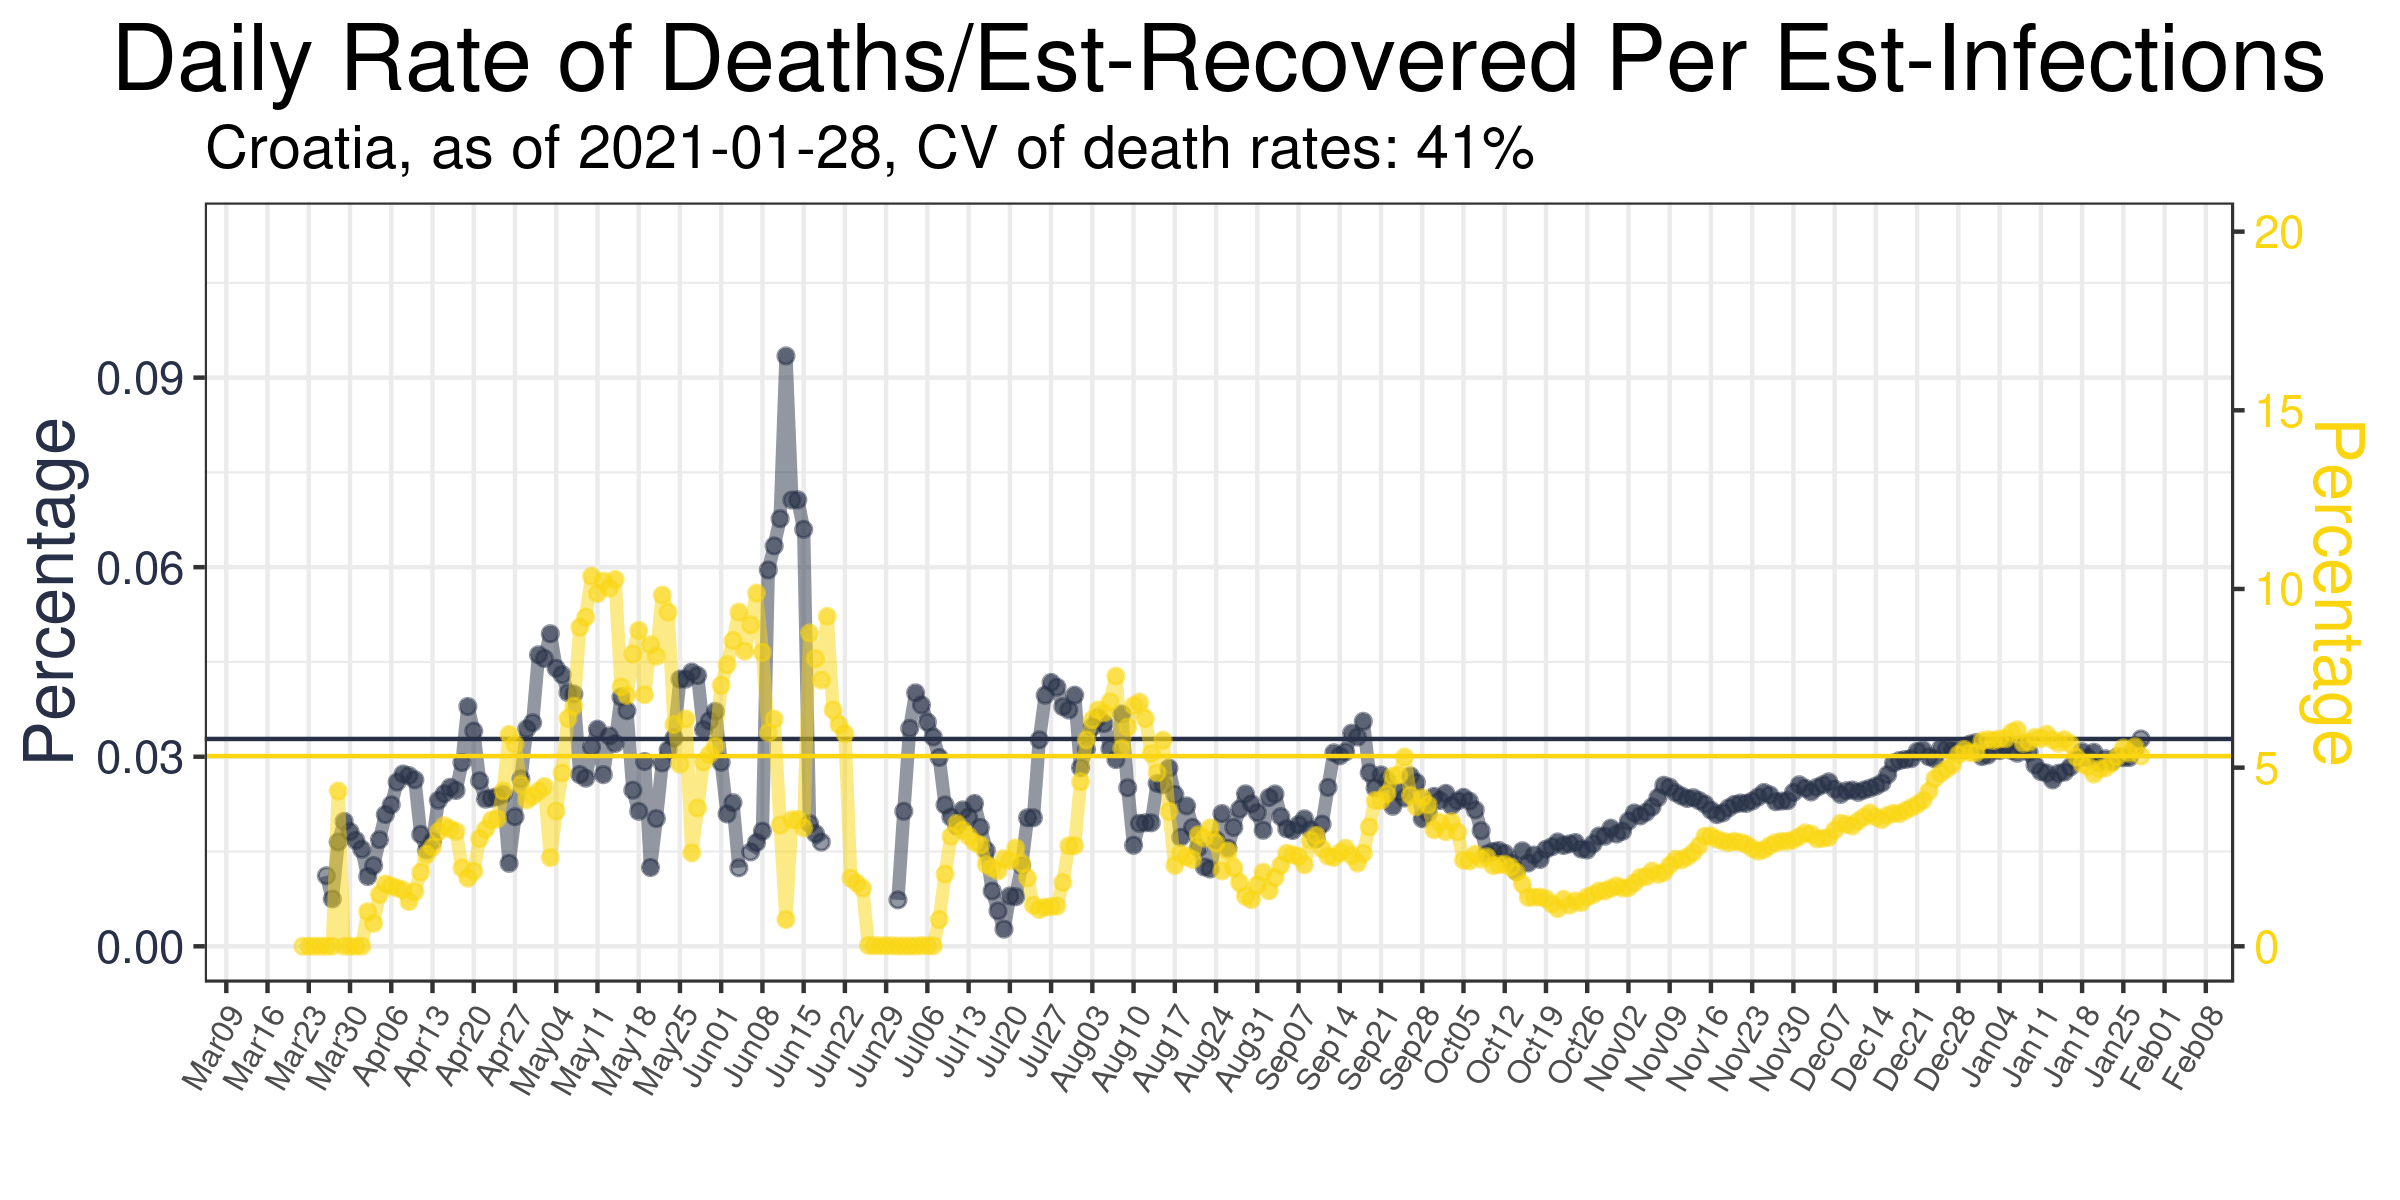 Daily Rate of Deaths/Est-Recovered Per Est-Infections
Croatia, as of 2021-01-28, CV of death rates: 41%
Percentage
0.09
0.06
0.03
0.00
20
15
10
5
0
Percentage
Mar09
Mar16
Mar23
Mar30
Apr06
Apr13
Apr20
Apr27
May04
May11
May18
May25
Jun01
Jun08
Jun15
Jun22
Jun29
Jul06
Jul13
Jul20
Jul27
Aug03
Aug10
Aug17
Aug24
Aug31
Sep07
Sep14
Sep21
Sep28
Oct05
Oct12
Oct19
Oct26
Nov02
Nov09
Nov16
Nov23
Nov30
Dec07
Dec14
Dec21
Dec28
Jan04
Jan11
Jan18
Jan25
Feb01
Feb08